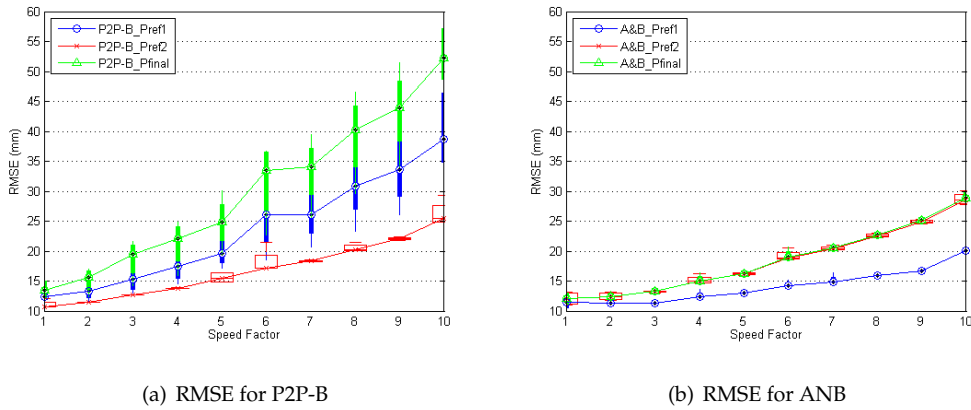 60
55
50
45
40
35
30
25
20
15
10
RMSE (mm)
P2P-B_Pref1
P2P-B_Pref2
P2P-B_Pfinal
1 2 3 4 5 6 7 8 9 10
Speed Factor
(a) RMSE for P2P-B
60
55
50
45
40
35
30
25
20
15
10
RMSE (mm)
A&B_Pref1
A&B_Pref2
A&B_Pfinal
1 2 3 4 5 6 7 8 9 10
Speed Factor
(b) RMSE for ANB